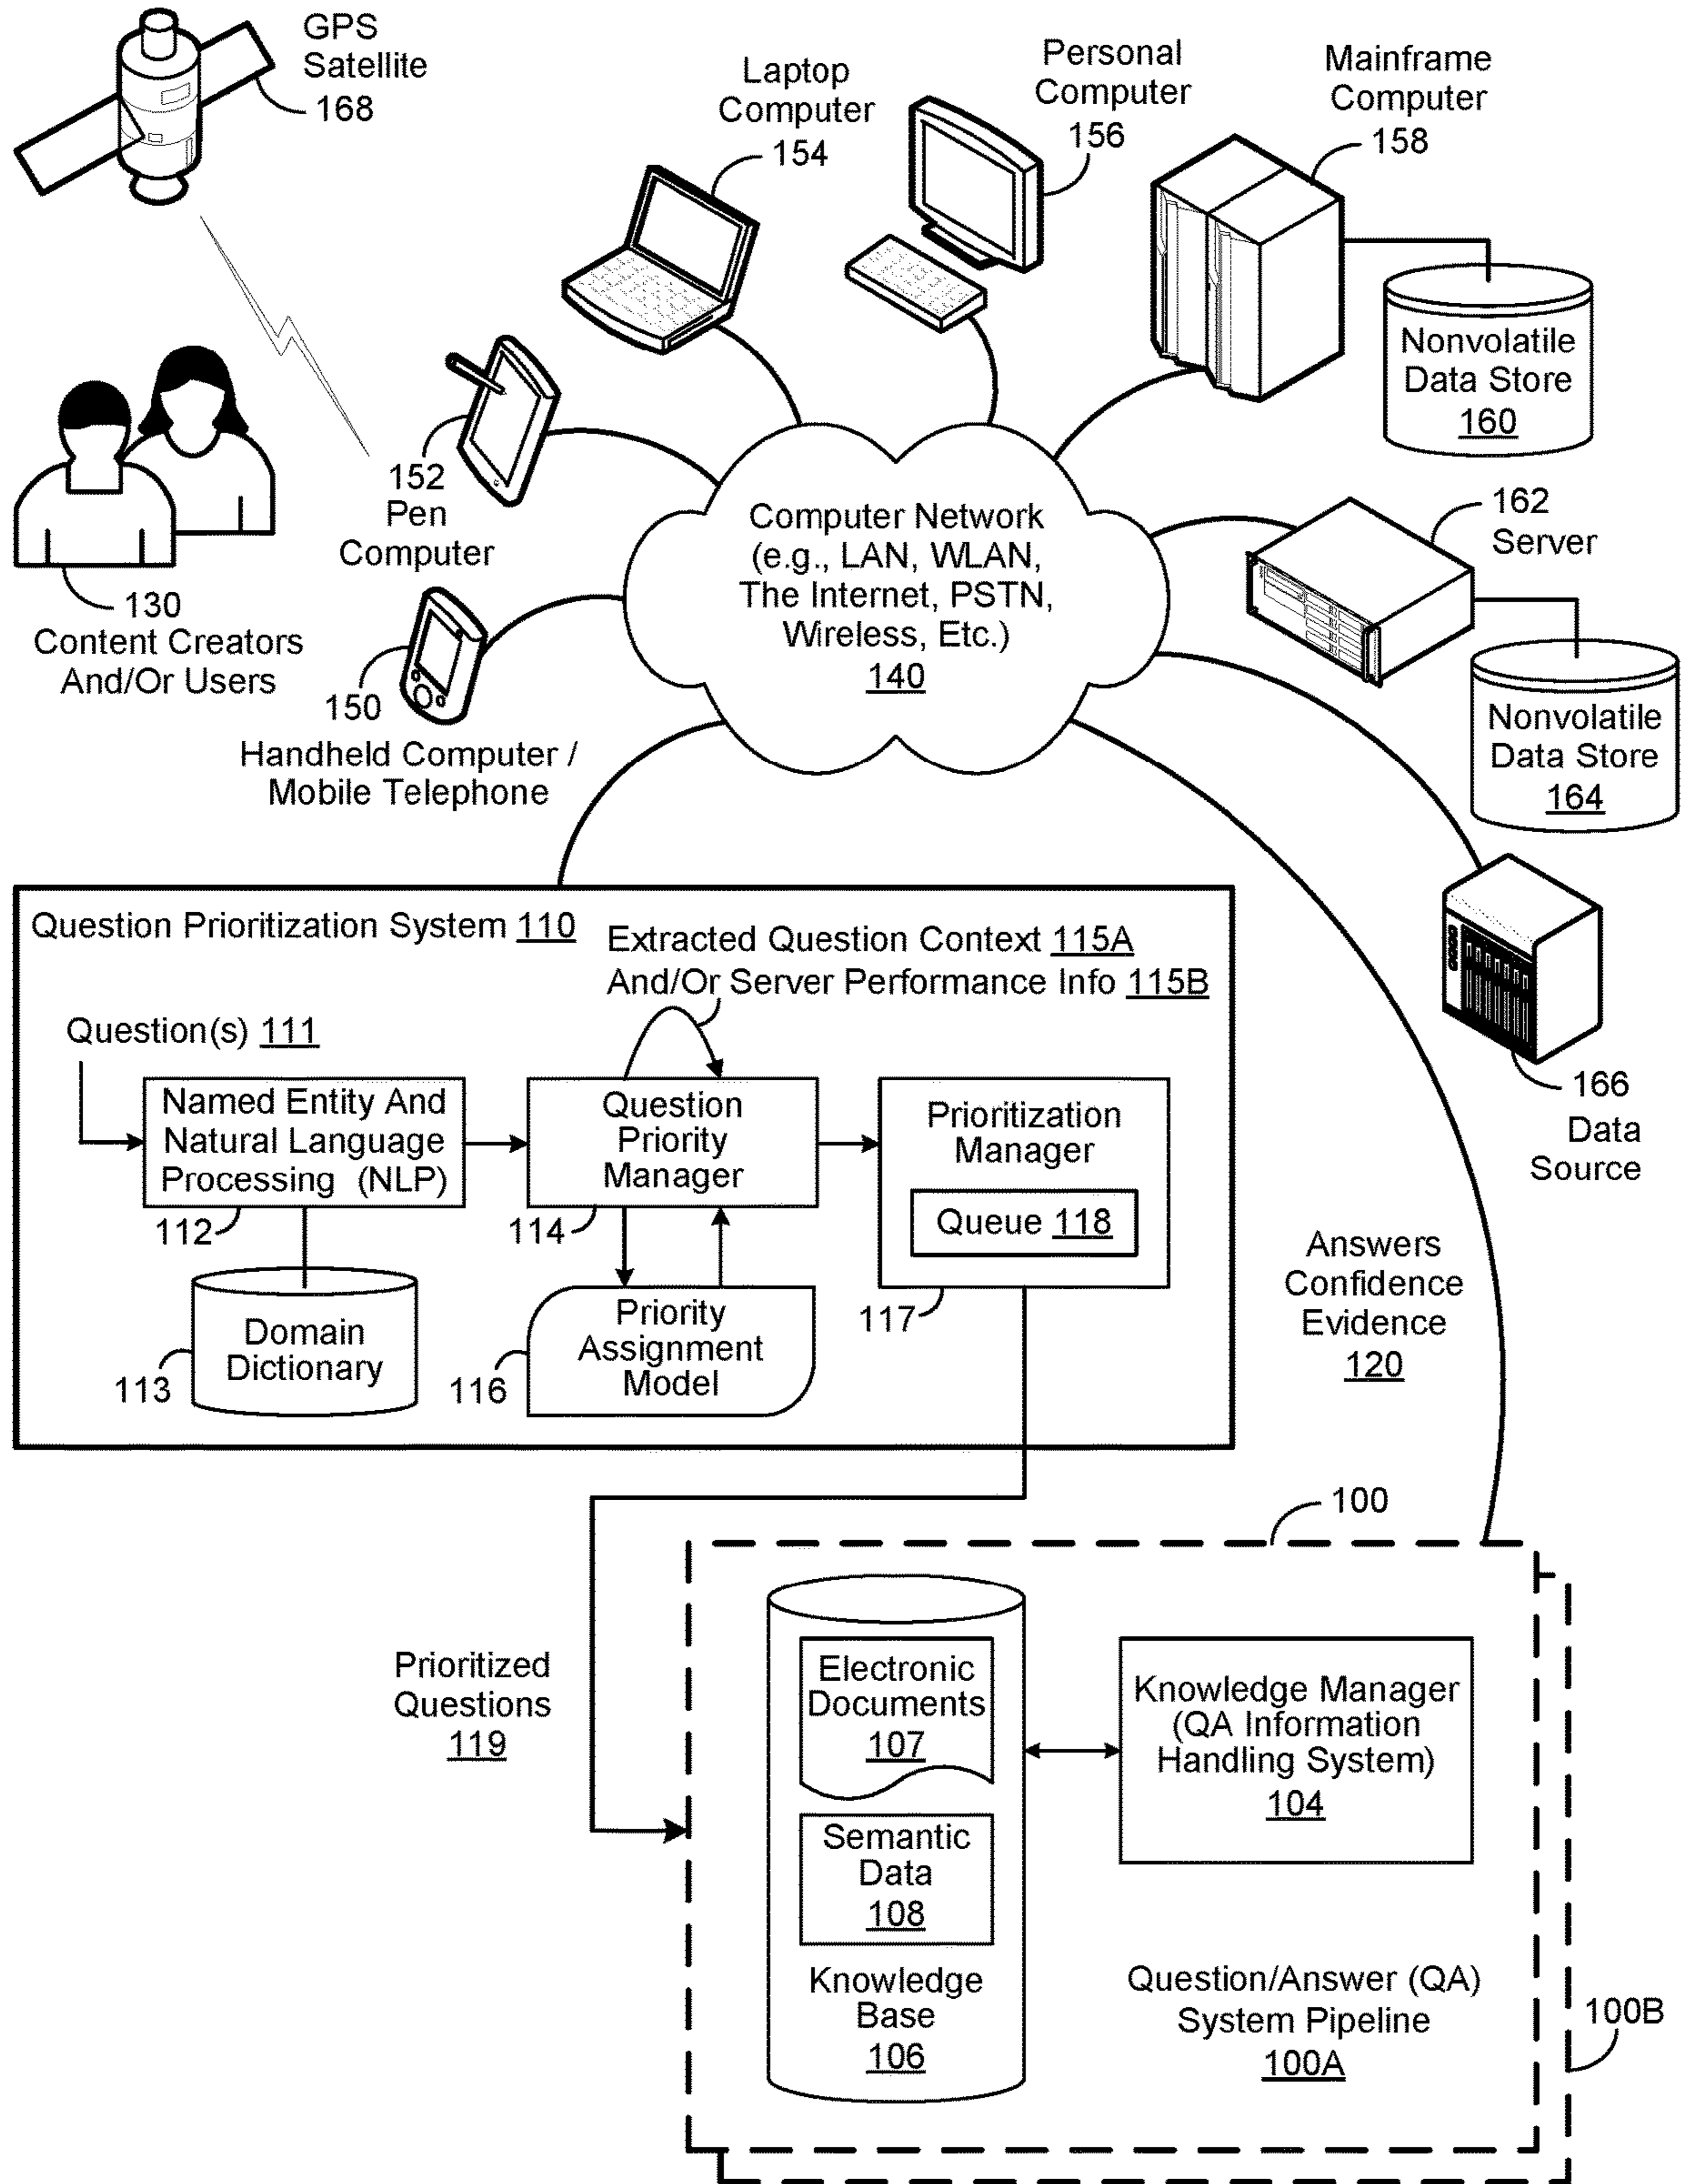 GPS
Satellite
168
Laptop
Computer
154
Personal
Computer
156
Mainframe
Computer
158
Nonvolatile
Data Store
160
152
Pen
Computer
130
Content Creators
And/Or Users
150
Handheld Computer /
Mobile Telephone
Computer Network
(e.g., LAN, WLAN,
The Internet, PSTN,
Wireless, Etc.)
140
162
Server
Nonvolatile
Data Store
164
166
Data
Source
Question Prioritization System 110
Extracted Question Context 115A
And/Or Server Performance Info 115B
Question(s) 111
Named Entity And
Natural Language
Processing (NLP)
112
Domain
Dictionary
113
Question
Priority
Manager
114
Priority
Assignment
Model
116
Prioritization
Manager
Queue 118
117
Answers
Confidence
Evidence
120
Prioritized
Questions
119
100
Electronic
Documents
107
Semantic
Data
108
Knowledge
Base
106
Knowledge Manager
(QA Information
Handling System)
104
Question/Answer (QA)
System Pipeline
100A
100B